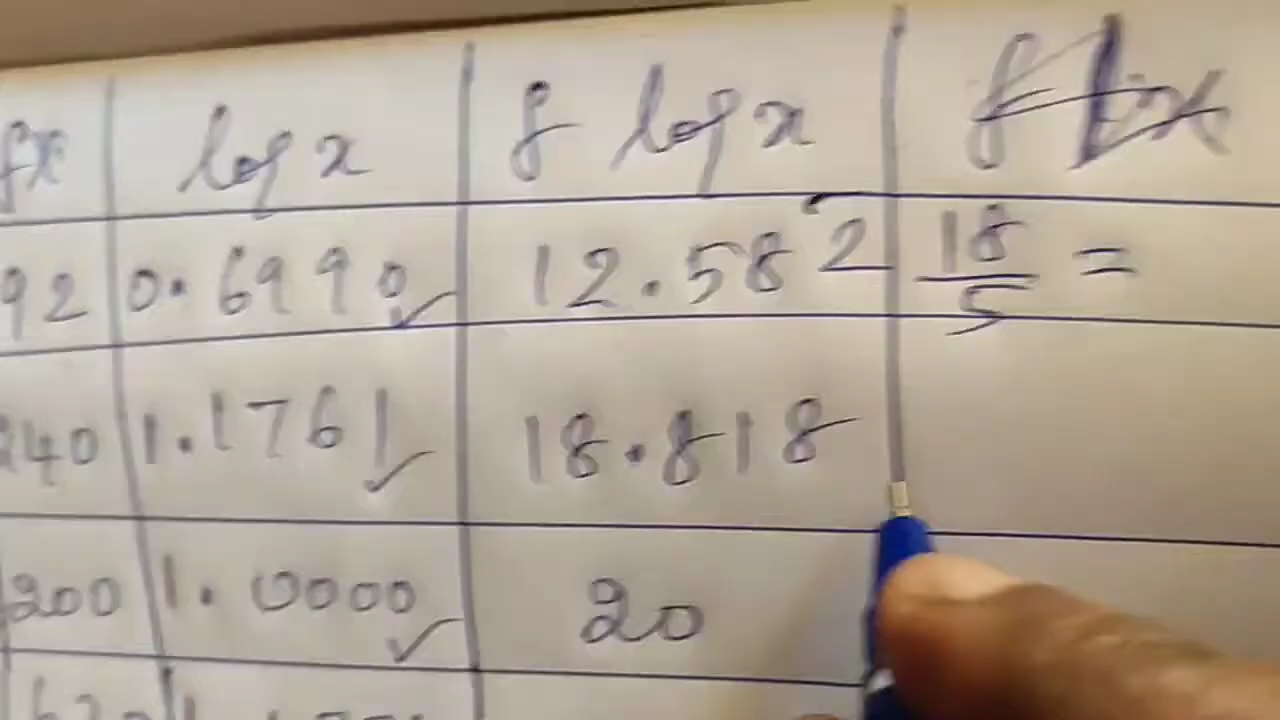 fx log x f log x
92 0.6990 12.582 18/5 =
240 1.1761 18.818
200 1.0000 20